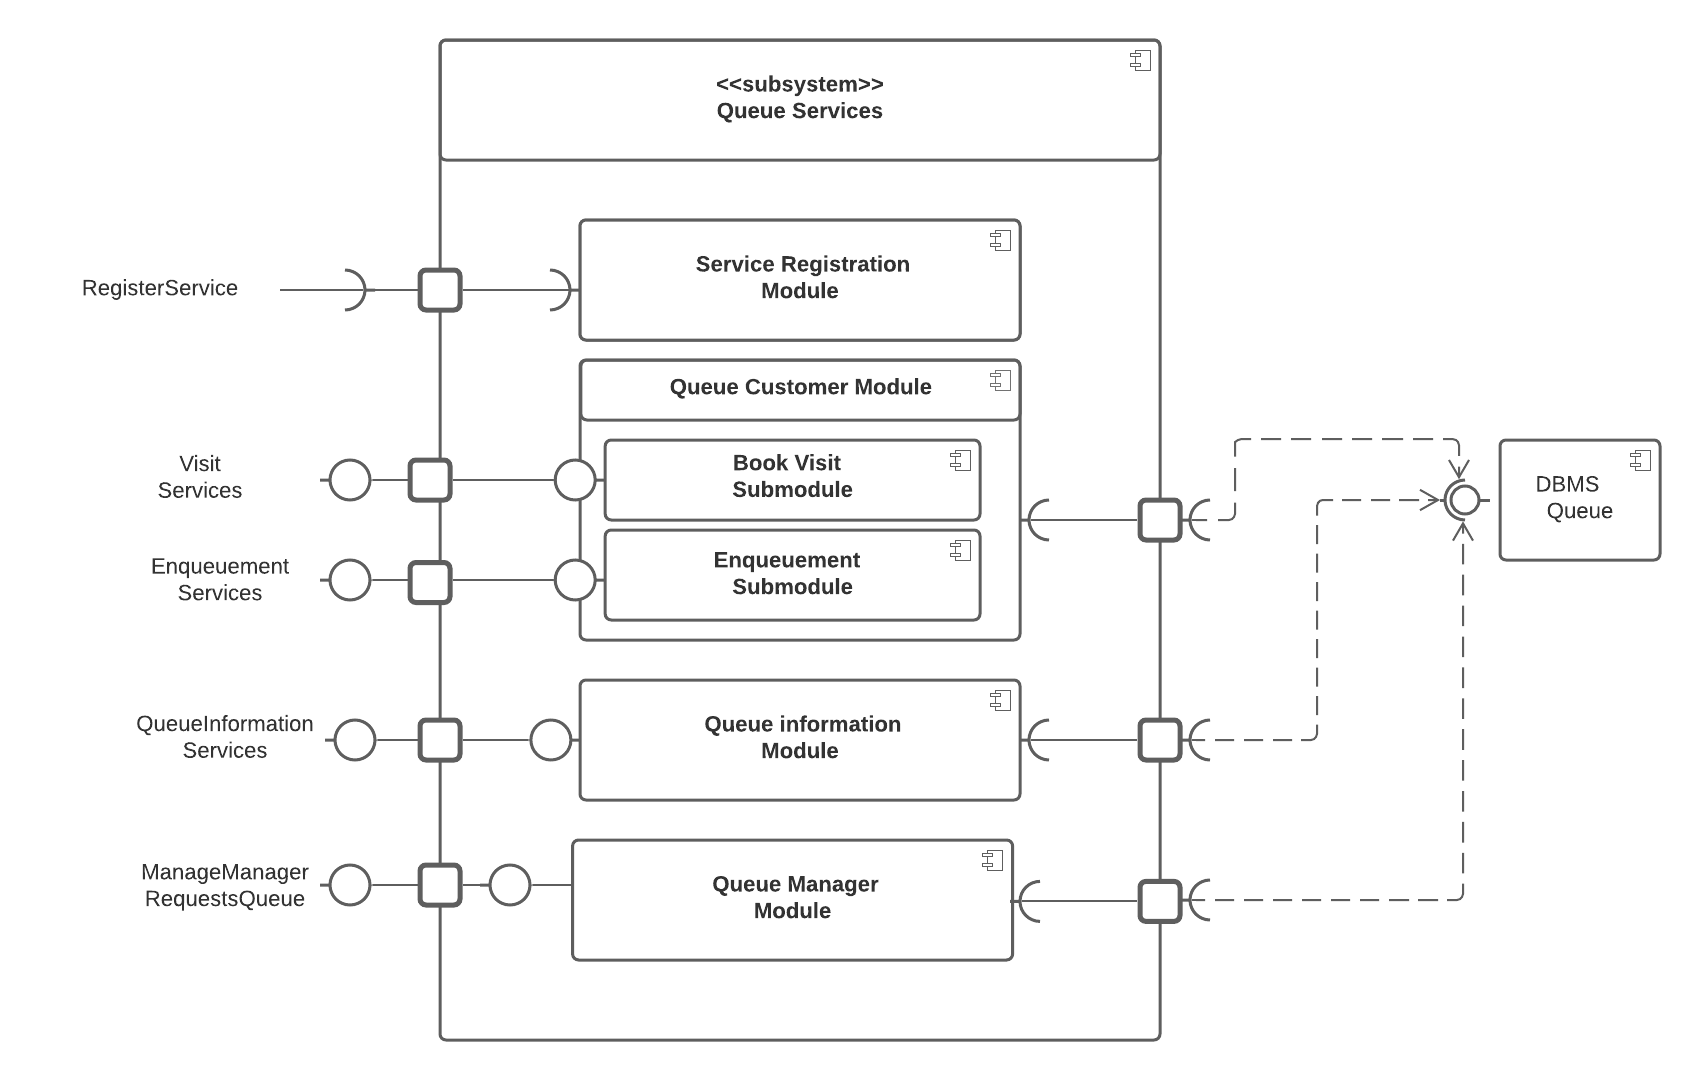 <<subsystem>>
Queue Services
RegisterService
Service Registration
Module
Queue Customer Module
Visit
Services
Book Visit
Submodule
Enqueuement
Services
Enqueuement
Submodule
DBMS
Queue
QueueInformation
Services
Queue information
Module
ManageManager
RequestsQueue
Queue Manager
Module